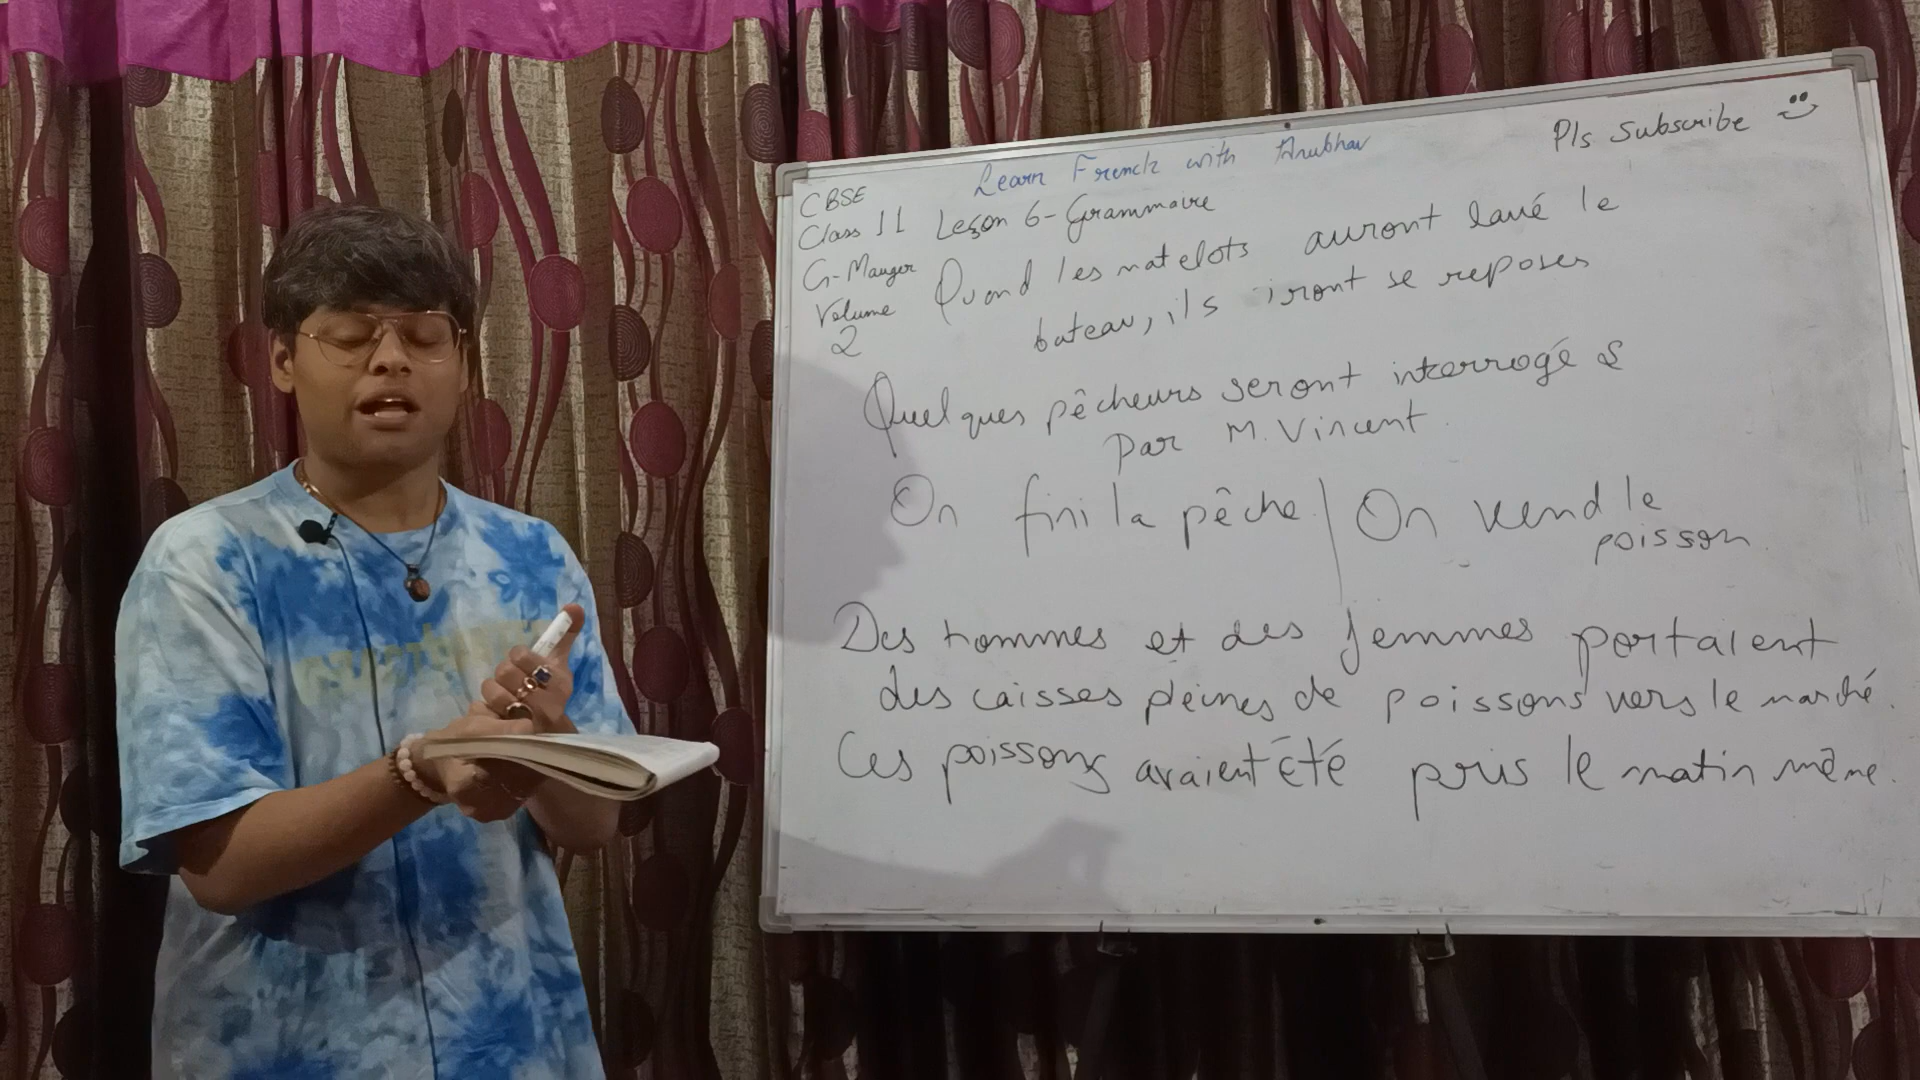 Learn French with Anubhav
Pls Subscribe
CBSE
Class 11
G-Mauger
Volume
2
Leçon 6-Grammaire
Quand les matelots auront lavé le
bateau, ils iront se reposer
Quelques pêcheurs seront interrogés
par M. Vincent.
On fini la pêche / On vend le
poisson
Des hommes et des femmes portaient
des caisses pleines de poissons vers le marché.
Ces poissons avaient été pris le matin même.